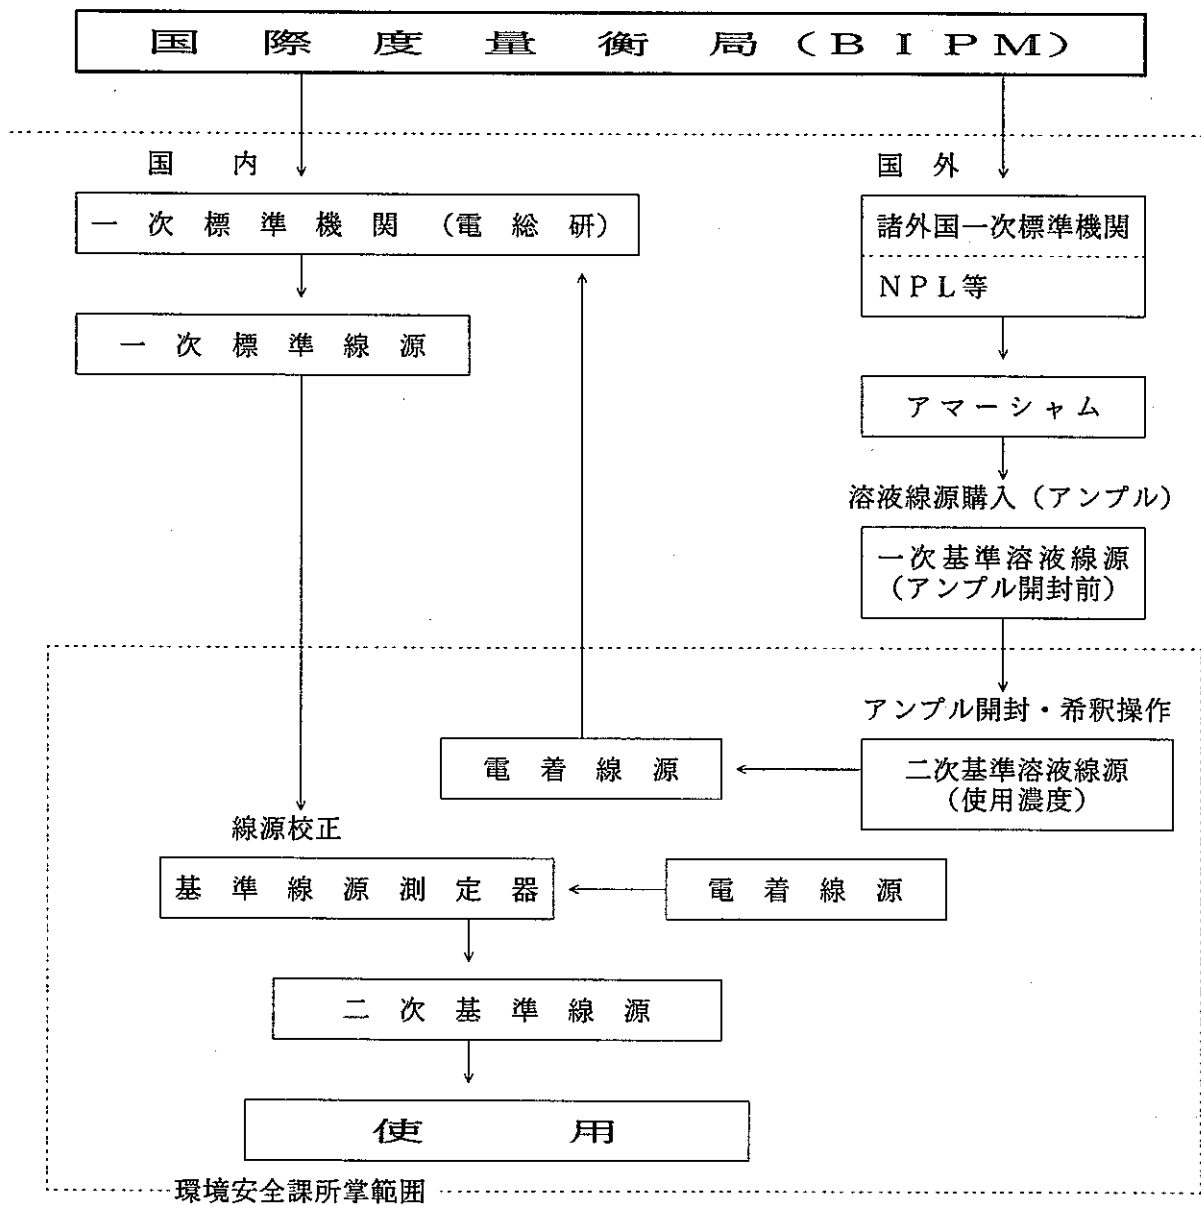 国際度量衡局(BIPM)
国内
一次標準機関(電総研)
一次標準線源
国外
諸外国一次標準機関
NPL等
アマーシャム
溶液線源購入(アンプル)
一次基準溶液線源
(アンプル開封前)
アンプル開封・希釈操作
二次基準溶液線源
(使用濃度)
電着線源
線源校正
基準線源測定器
電着線源
二次基準線源
使用
環境安全課所掌範囲